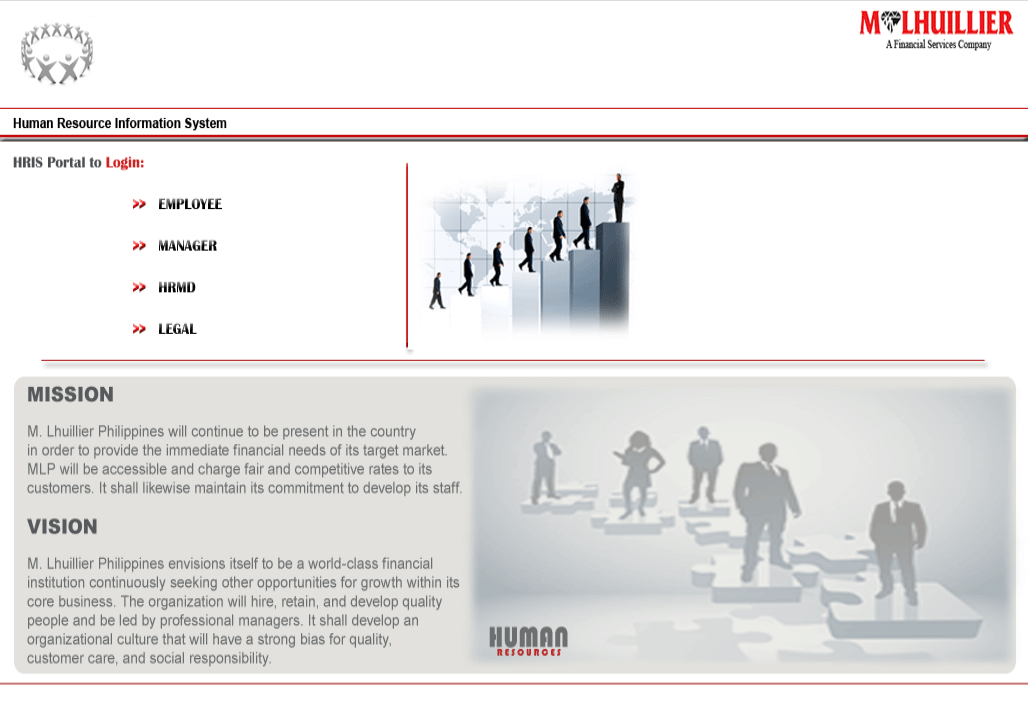 M LHUILLIER
A Financial Services Company
Human Resource Information System
HRIS Portal to Login:
>> EMPLOYEE
>> MANAGER
>> HRMD
>> LEGAL
MISSION
M. Lhuillier Philippines will continue to be present in the country
in order to provide the immediate financial needs of its target market.
MLP will be accessible and charge fair and competitive rates to its
customers. It shall likewise maintain its commitment to develop its staff.
VISION
M. Lhuillier Philippines envisions itself to be a world-class financial
institution continuously seeking other opportunities for growth within its
core business. The organization will hire, retain, and develop quality
people and be led by professional managers. It shall develop an
organizational culture that will have a strong bias for quality,
customer care, and social responsibility.
HUMAN
RESOURCES